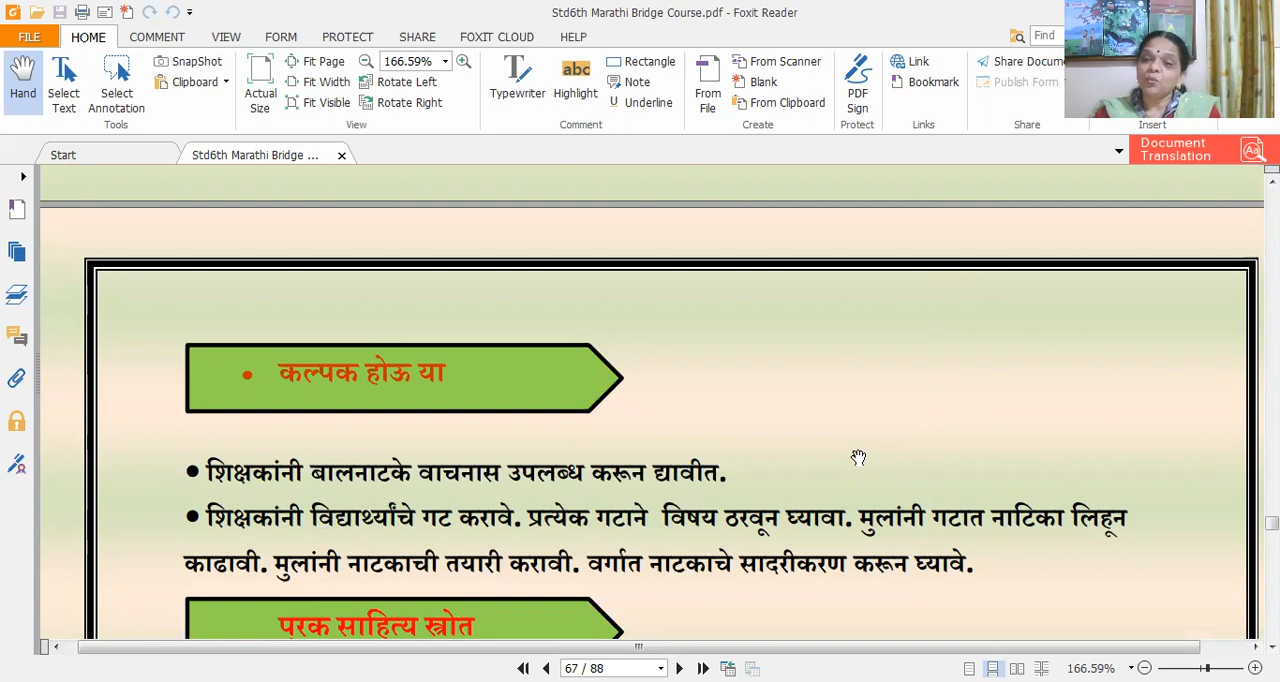 Std6th Marathi Bridge Course.pdf - Foxit Reader
FILE HOME COMMENT VIEW FORM PROTECT SHARE FOXIT CLOUD HELP Find
SnapShot Fit Page 166.59% Rectangle From Scanner Link Share Docum
Hand Select Text Select Annotation Clipboard Actual Size Fit Width Rotate Left Typewriter Highlight Note From File Blank PDF Sign Bookmark Publish Form
Fit Visible Rotate Right Underline From Clipboard
Tools View Comment Create Protect Links Share Insert
Start Std6th Marathi Bridge ... Document Translation
कल्पक होऊ या
• शिक्षकांनी बालनाटके वाचनास उपलब्ध करून द्यावीत.
• शिक्षकांनी विद्यार्थ्यांचे गट करावे. प्रत्येक गटाने विषय ठरवून घ्यावा. मुलांनी गटात नाटिका लिहून
काढावी. मुलांनी नाटकाची तयारी करावी. वर्गात नाटकाचे सादरीकरण करून घ्यावे.
पुरक साहित्य स्त्रोत
67 / 88 166.59%